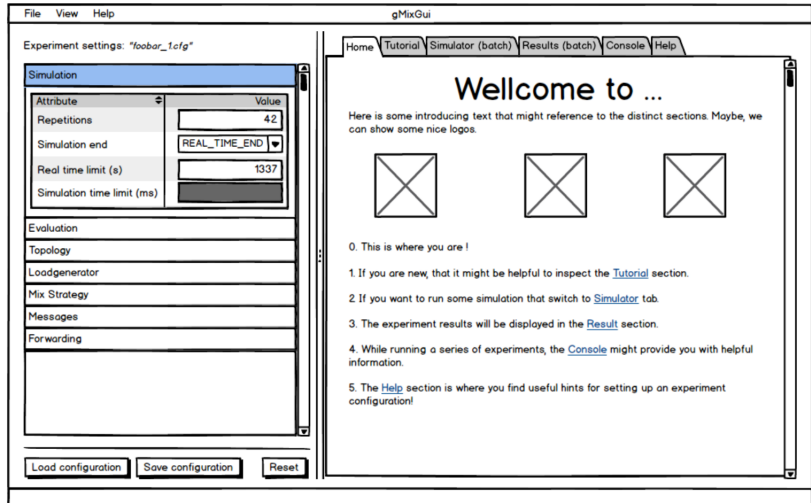 File View Help
gMixGui
Experiment settings: "foobar_1.cfg"
Simulation
Attribute Value
Repetitions 42
Simulation end REAL_TIME_END
Real time limit (s) 1337
Simulation time limit (ms)
Evaluation
Topology
Loadgenerator
Mix Strategy
Messages
Forwarding
Load configuration Save configuration Reset
Home Tutorial Simulator (batch) Results (batch) Console Help
Wellcome to ...
Here is some introducing text that might reference to the distinct sections. Maybe, we
can show some nice logos.
0. This is where you are !
1. If you are new, that it might be helpful to inspect the Tutorial section.
2 If you want to run some simulation that switch to Simulator tab.
3. The experiment results will be displayed in the Result section.
4. While running a series of experiments, the Console might provide you with helpful
information.
5. The Help section is where you find useful hints for setting up an experiment
configuration!